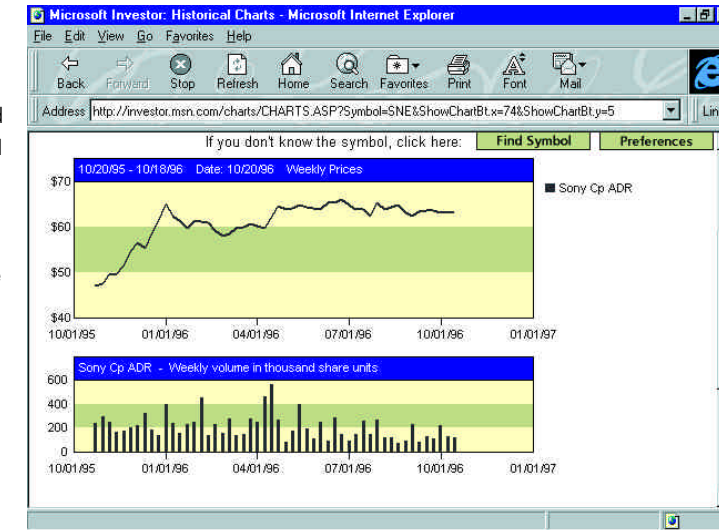 Microsoft Investor: Historical Charts - Microsoft Internet Explorer
File Edit View Go Favorites Help
Back Forward Stop Refresh Home Search Favorites Print Font Mail
Address http://investor.msn.com/charts/CHARTS.ASP?Symbol=SNE&ShowChartBt.x=74&ShowChartBt.y=5 Lin
If you don't know the symbol, click here: Find Symbol Preferences
10/20/95 - 10/18/96 Date: 10/20/96 Weekly Prices
$70
Sony Cp ADR
$60
$50
$40
10/01/95 01/01/96 04/01/96 07/01/96 10/01/96 01/01/97
Sony Cp ADR - Weekly volume in thousand share units
600
400
200
0
10/01/95 01/01/96 04/01/96 07/01/96 10/01/96 01/01/97